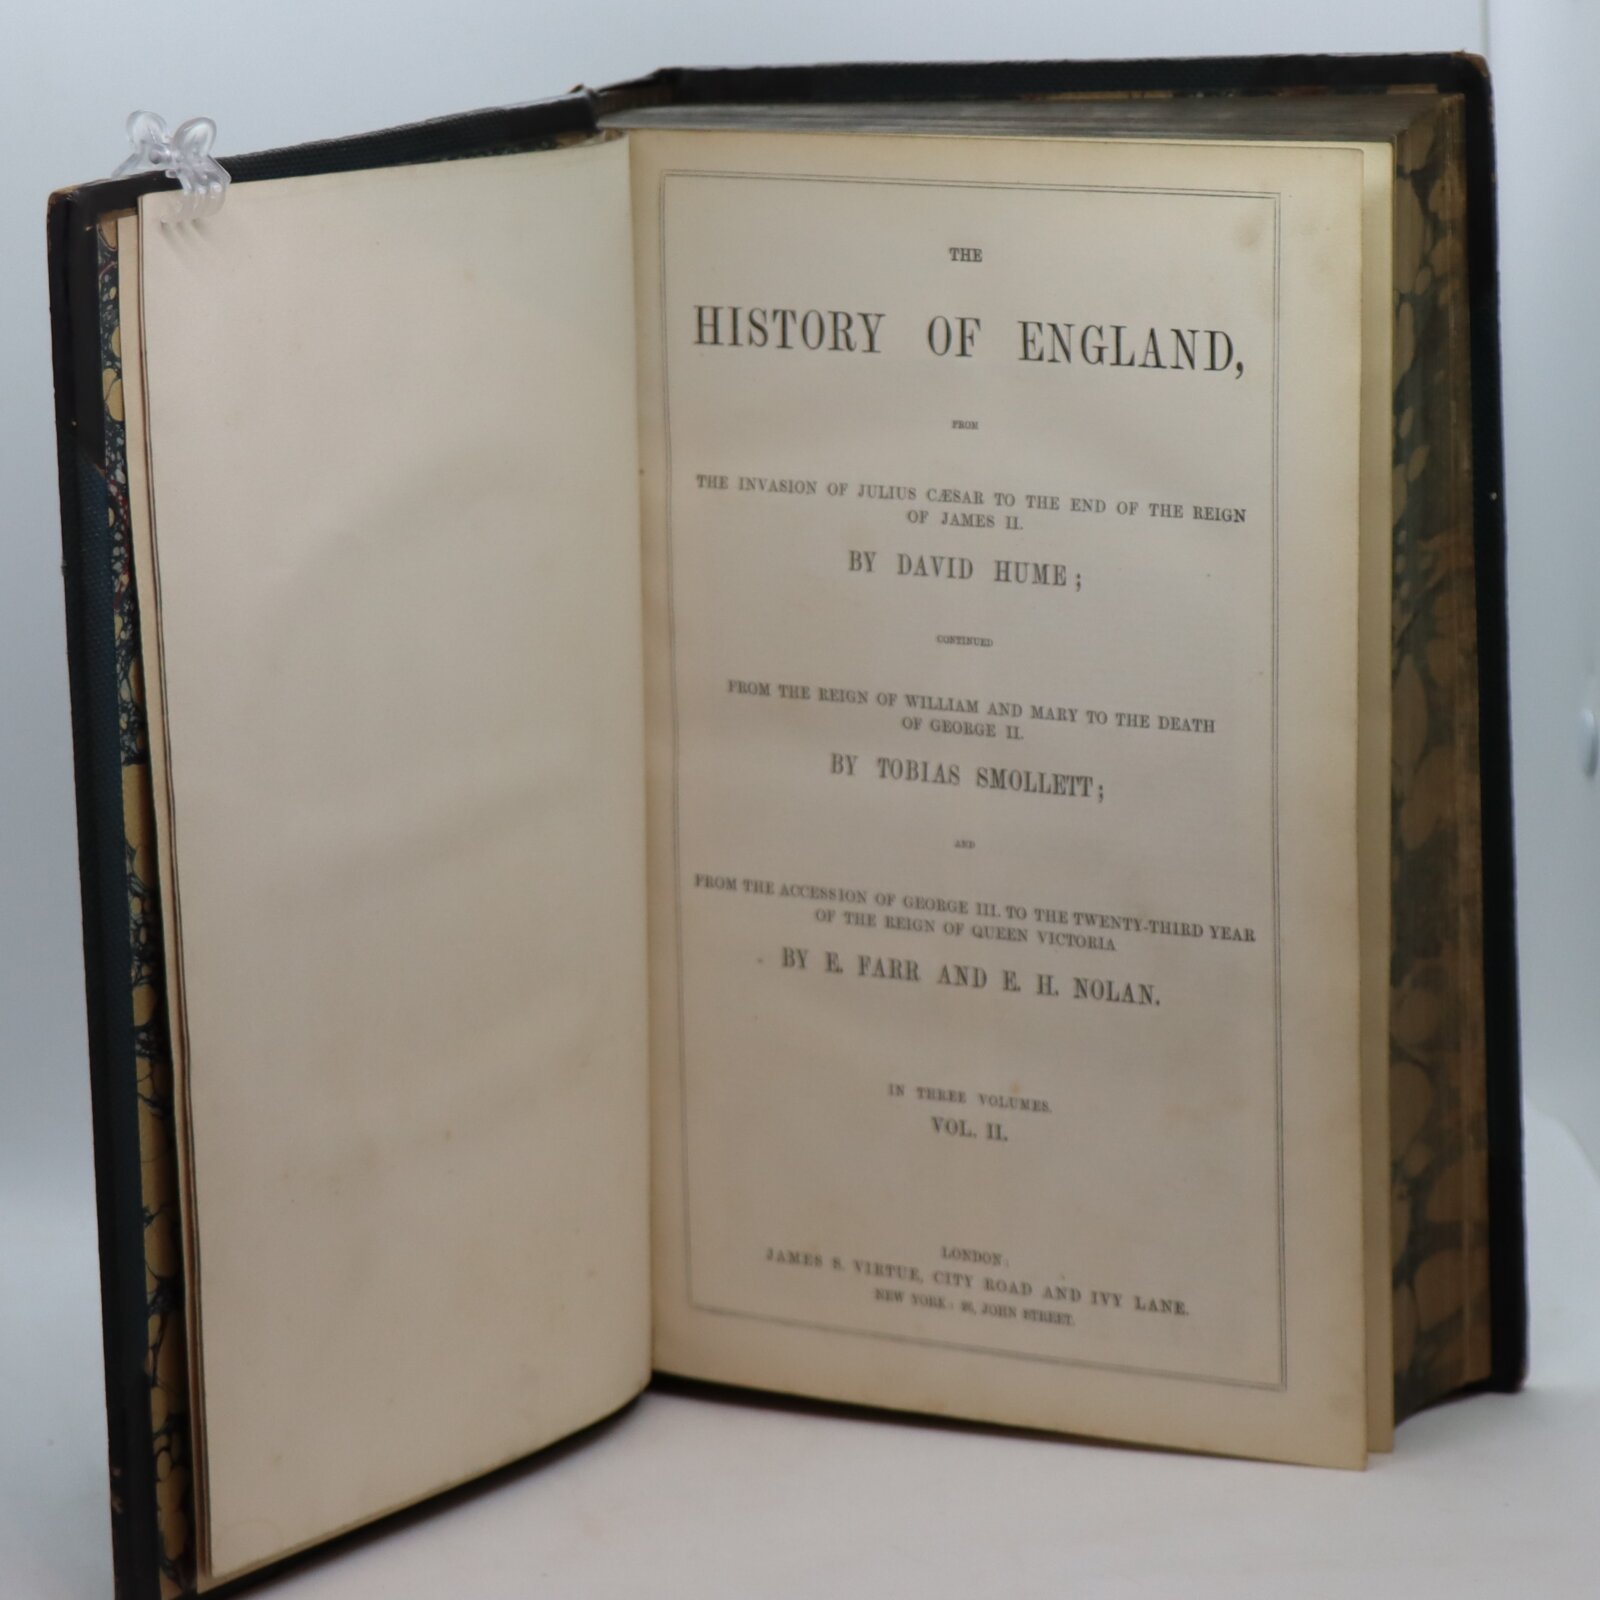 THE
HISTORY OF ENGLAND,
FROM
THE INVASION OF JULIUS CÆSAR TO THE END OF THE REIGN
OF JAMES II.
BY DAVID HUME;
CONTINUED
FROM THE REIGN OF WILLIAM AND MARY TO THE DEATH
OF GEORGE II.
BY TOBIAS SMOLLETT;
AND
FROM THE ACCESSION OF GEORGE III. TO THE TWENTY-THIRD YEAR
OF THE REIGN OF QUEEN VICTORIA
BY E. FARR AND E. H. NOLAN.
IN THREE VOLUMES.
VOL. II.
LONDON:
JAMES S. VIRTUE, CITY ROAD AND IVY LANE.
NEW YORK: 26, JOHN STREET.